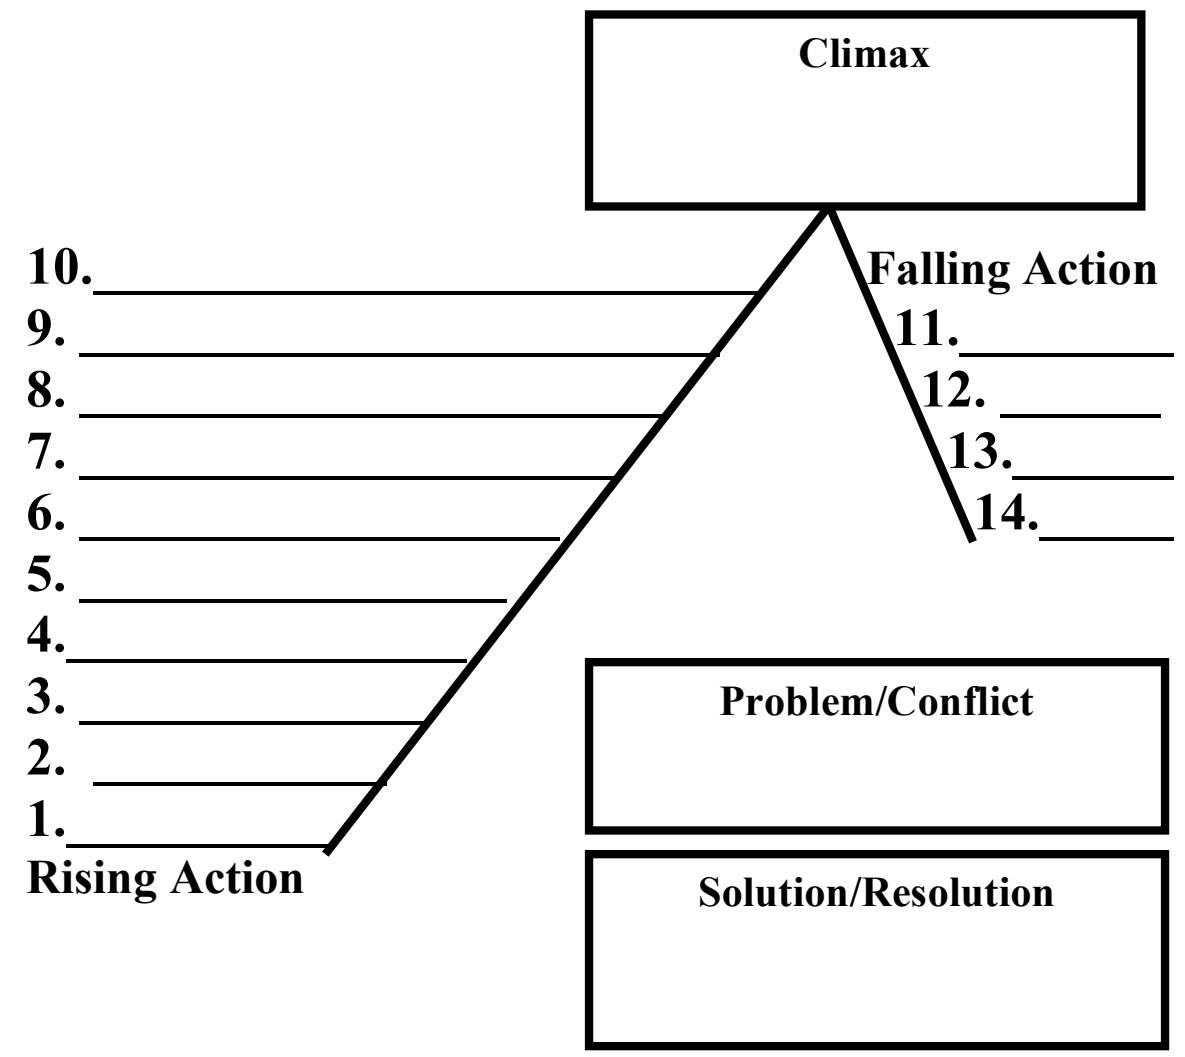 Climax
10.
9.
8.
7.
6.
5.
4.
3.
2.
1.
Rising Action
Falling Action
11.
12.
13.
14.
Problem/Conflict
Solution/Resolution